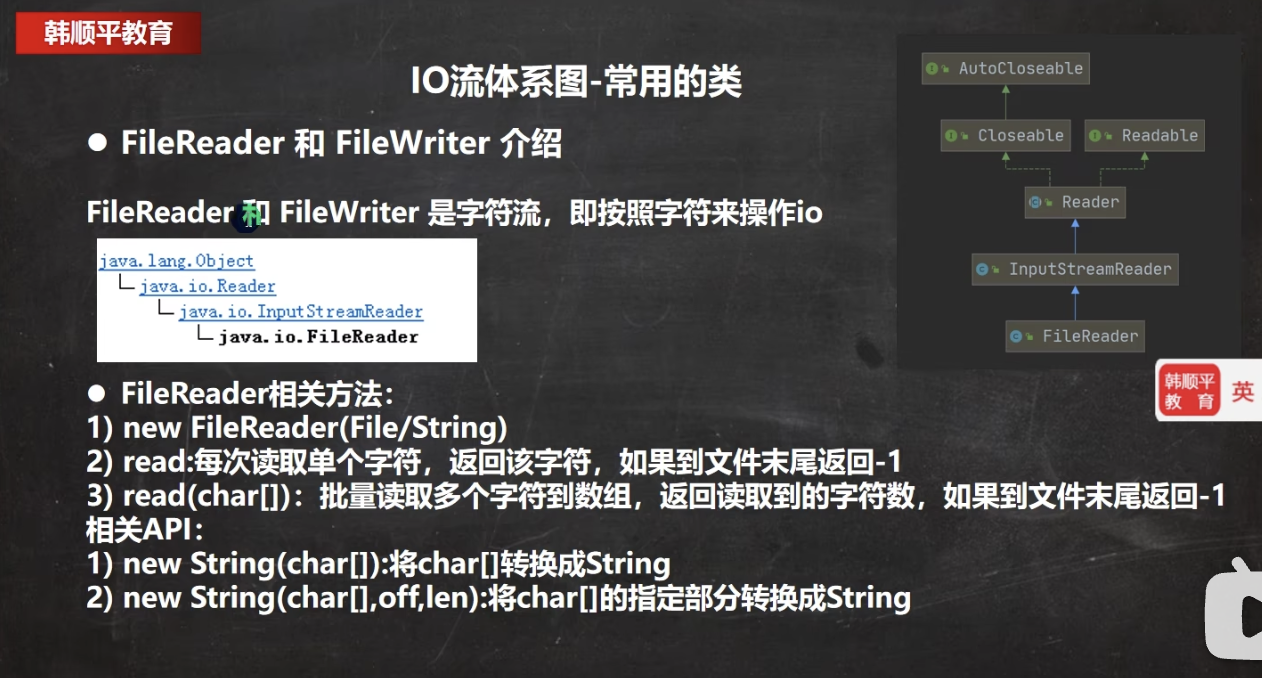 韩顺平教育
IO流体系图-常用的类
● FileReader 和 FileWriter 介绍
FileReader 和 FileWriter 是字符流，即按照字符来操作io
java.lang.Object
java.io.Reader
java.io.InputStreamReader
java.io.FileReader
● FileReader相关方法：
1) new FileReader(File/String)
2) read:每次读取单个字符，返回该字符，如果到文件末尾返回-1
3) read(char[])：批量读取多个字符到数组，返回读取到的字符数，如果到文件末尾返回-1
相关API：
1) new String(char[]):将char[]转换成String
2) new String(char[],off,len):将char[]的指定部分转换成String
AutoCloseable
Closeable
Readable
Reader
InputStreamReader
FileReader
韩顺平
教 育
英